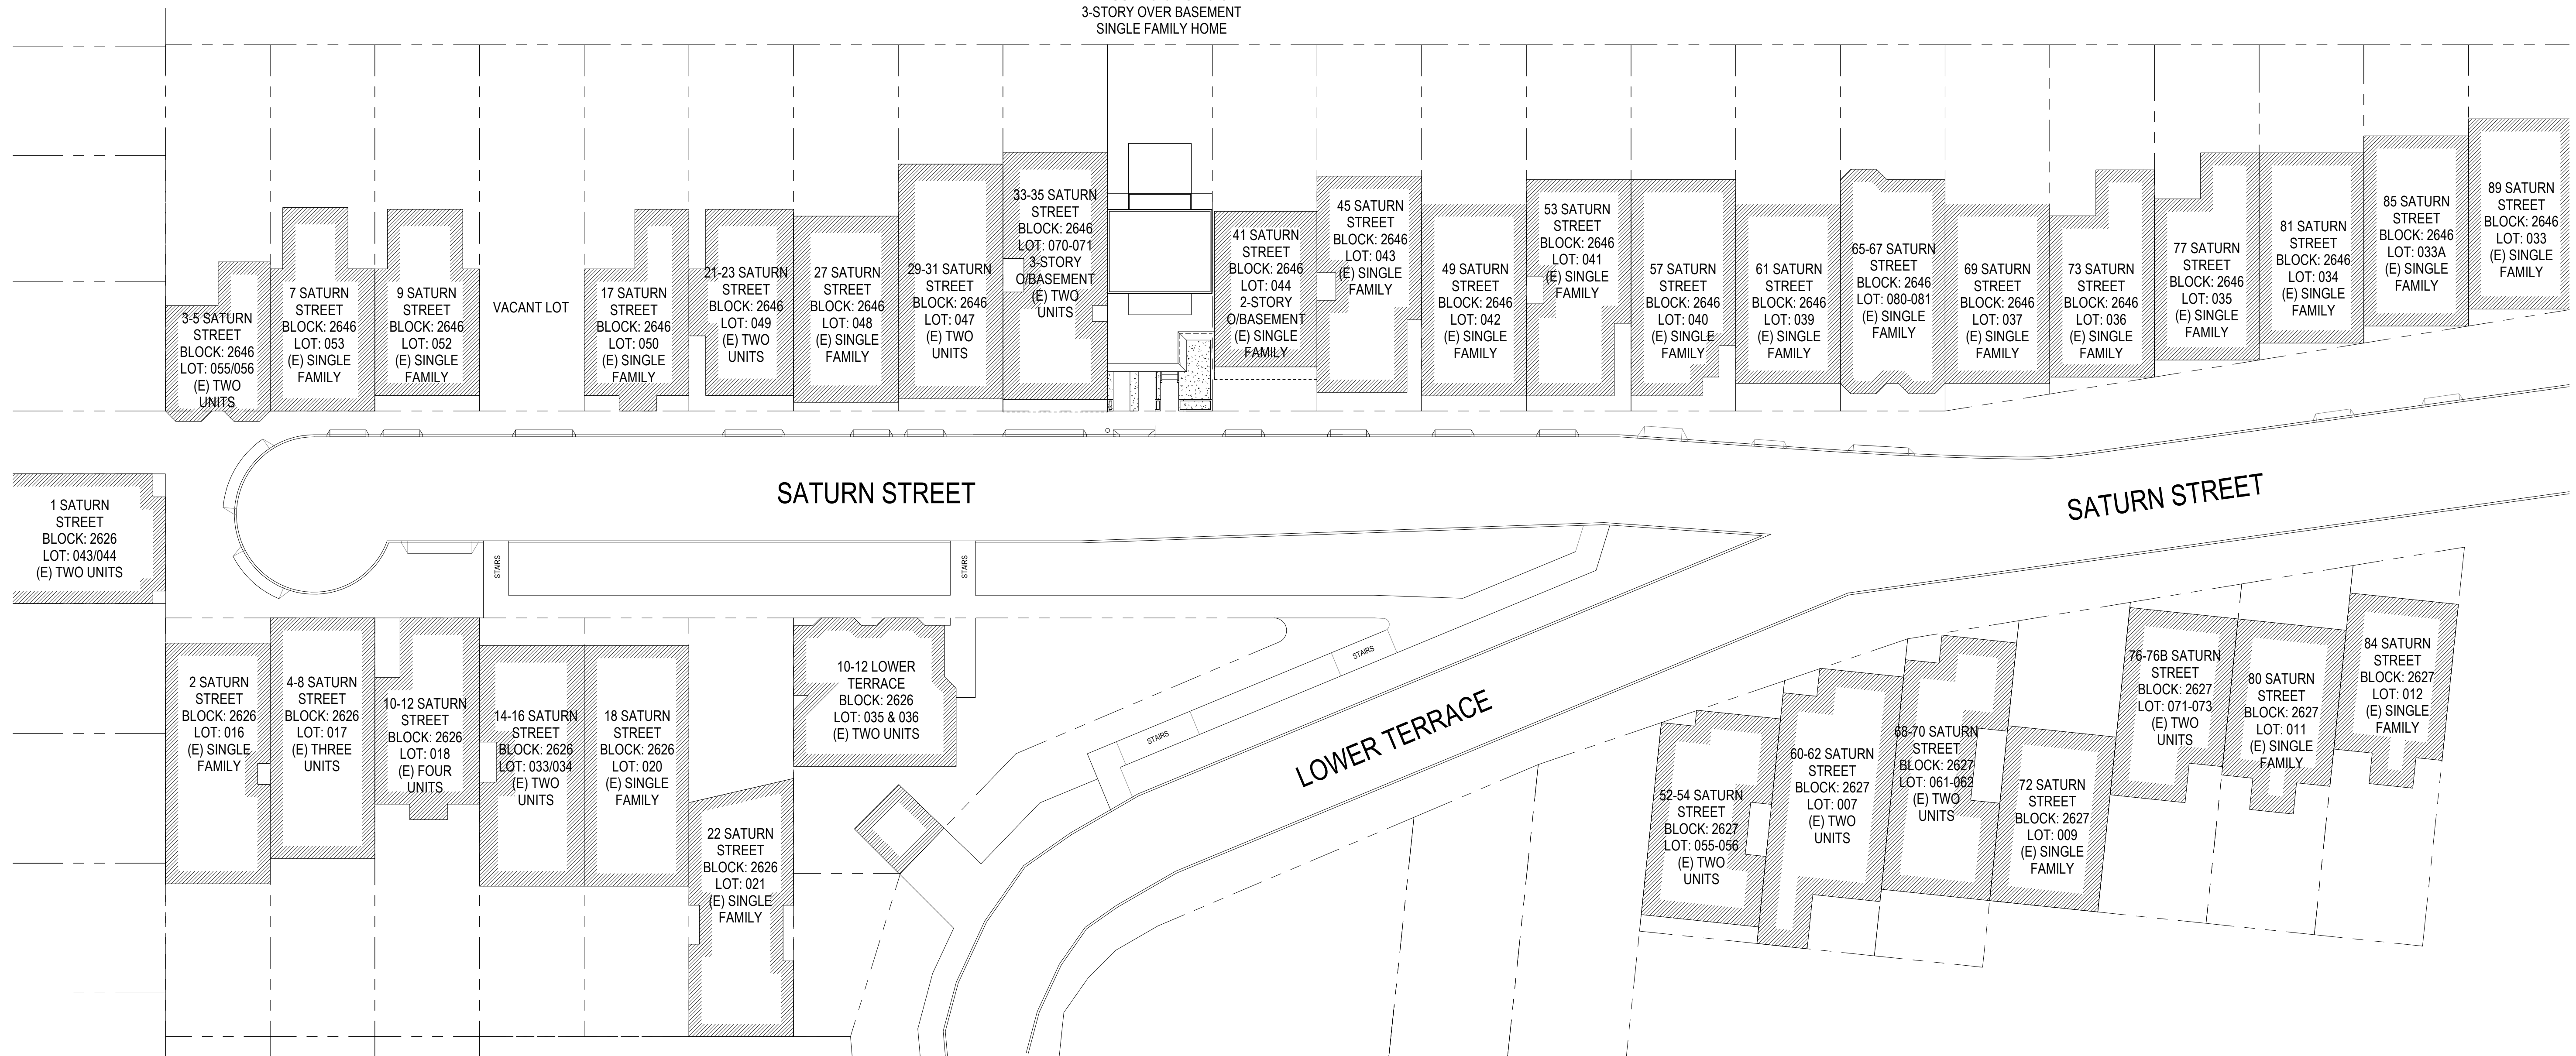 3-STORY OVER BASEMENT
SINGLE FAMILY HOME
3-5 SATURN
STREET
BLOCK: 2646
LOT: 055/056
(E) TWO
UNITS
7 SATURN
STREET
BLOCK: 2646
LOT: 053
(E) SINGLE
FAMILY
9 SATURN
STREET
BLOCK: 2646
LOT: 052
(E) SINGLE
FAMILY
VACANT LOT
17 SATURN
STREET
BLOCK: 2646
LOT: 050
(E) SINGLE
FAMILY
21-23 SATURN
STREET
BLOCK: 2646
LOT: 049
(E) TWO
UNITS
27 SATURN
STREET
BLOCK: 2646
LOT: 048
(E) SINGLE
FAMILY
29-31 SATURN
STREET
BLOCK: 2646
LOT: 047
(E) TWO
UNITS
33-35 SATURN
STREET
BLOCK: 2646
LOT: 070-071
3-STORY
O/BASEMENT
(E) TWO
UNITS
41 SATURN
STREET
BLOCK: 2646
LOT: 044
2-STORY
O/BASEMENT
(E) SINGLE
FAMILY
45 SATURN
STREET
BLOCK: 2646
LOT: 043
(E) SINGLE
FAMILY
49 SATURN
STREET
BLOCK: 2646
LOT: 042
(E) SINGLE
FAMILY
53 SATURN
STREET
BLOCK: 2646
LOT: 041
(E) SINGLE
FAMILY
57 SATURN
STREET
BLOCK: 2646
LOT: 040
(E) SINGLE
FAMILY
61 SATURN
STREET
BLOCK: 2646
LOT: 039
(E) SINGLE
FAMILY
65-67 SATURN
STREET
BLOCK: 2646
LOT: 080-081
(E) SINGLE
FAMILY
69 SATURN
STREET
BLOCK: 2646
LOT: 037
(E) SINGLE
FAMILY
73 SATURN
STREET
BLOCK: 2646
LOT: 036
(E) SINGLE
FAMILY
77 SATURN
STREET
BLOCK: 2646
LOT: 035
(E) SINGLE
FAMILY
81 SATURN
STREET
BLOCK: 2646
LOT: 034
(E) SINGLE
FAMILY
85 SATURN
STREET
BLOCK: 2646
LOT: 033A
(E) SINGLE
FAMILY
89 SATURN
STREET
BLOCK: 2646
LOT: 033
(E) SINGLE
FAMILY
SATURN STREET
SATURN STREET
1 SATURN
STREET
BLOCK: 2626
LOT: 043/044
(E) TWO UNITS
STAIRS
STAIRS
STAIRS
STAIRS
LOWER TERRACE
2 SATURN
STREET
BLOCK: 2626
LOT: 016
(E) SINGLE
FAMILY
4-8 SATURN
STREET
BLOCK: 2626
LOT: 017
(E) THREE
UNITS
10-12 SATURN
STREET
BLOCK: 2626
LOT: 018
(E) FOUR
UNITS
14-16 SATURN
STREET
BLOCK: 2626
LOT: 033/034
(E) TWO
UNITS
18 SATURN
STREET
BLOCK: 2626
LOT: 020
(E) SINGLE
FAMILY
22 SATURN
STREET
BLOCK: 2626
LOT: 021
(E) SINGLE
FAMILY
10-12 LOWER
TERRACE
BLOCK: 2626
LOT: 035 & 036
(E) TWO UNITS
52-54 SATURN
STREET
BLOCK: 2627
LOT: 055-056
(E) TWO
UNITS
60-62 SATURN
STREET
BLOCK: 2627
LOT: 007
(E) TWO
UNITS
68-70 SATURN
STREET
BLOCK: 2627
LOT: 061-062
(E) TWO
UNITS
72 SATURN
STREET
BLOCK: 2627
LOT: 009
(E) SINGLE
FAMILY
76-76B SATURN
STREET
BLOCK: 2627
LOT: 071-073
(E) TWO
UNITS
80 SATURN
STREET
BLOCK: 2627
LOT: 011
(E) SINGLE
FAMILY
84 SATURN
STREET
BLOCK: 2627
LOT: 012
(E) SINGLE
FAMILY